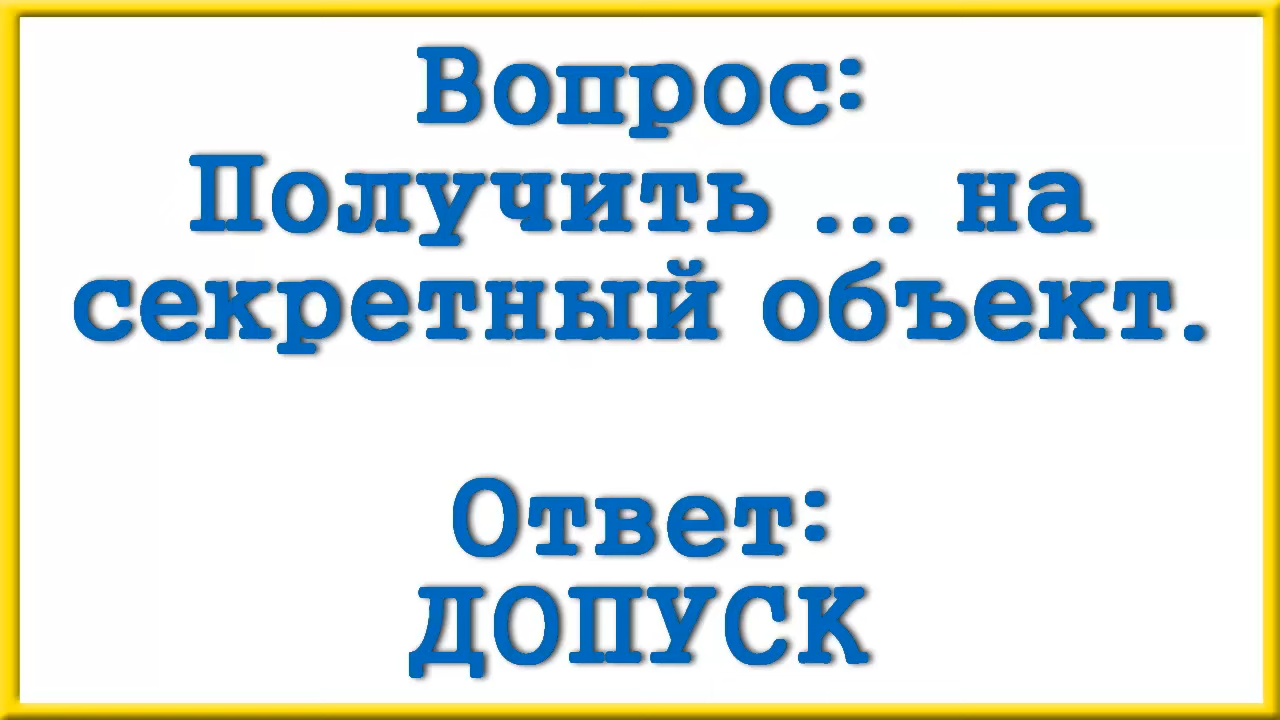 Вопрос:
Получить ... на
секретный объект.
Ответ:
ДОПУСК